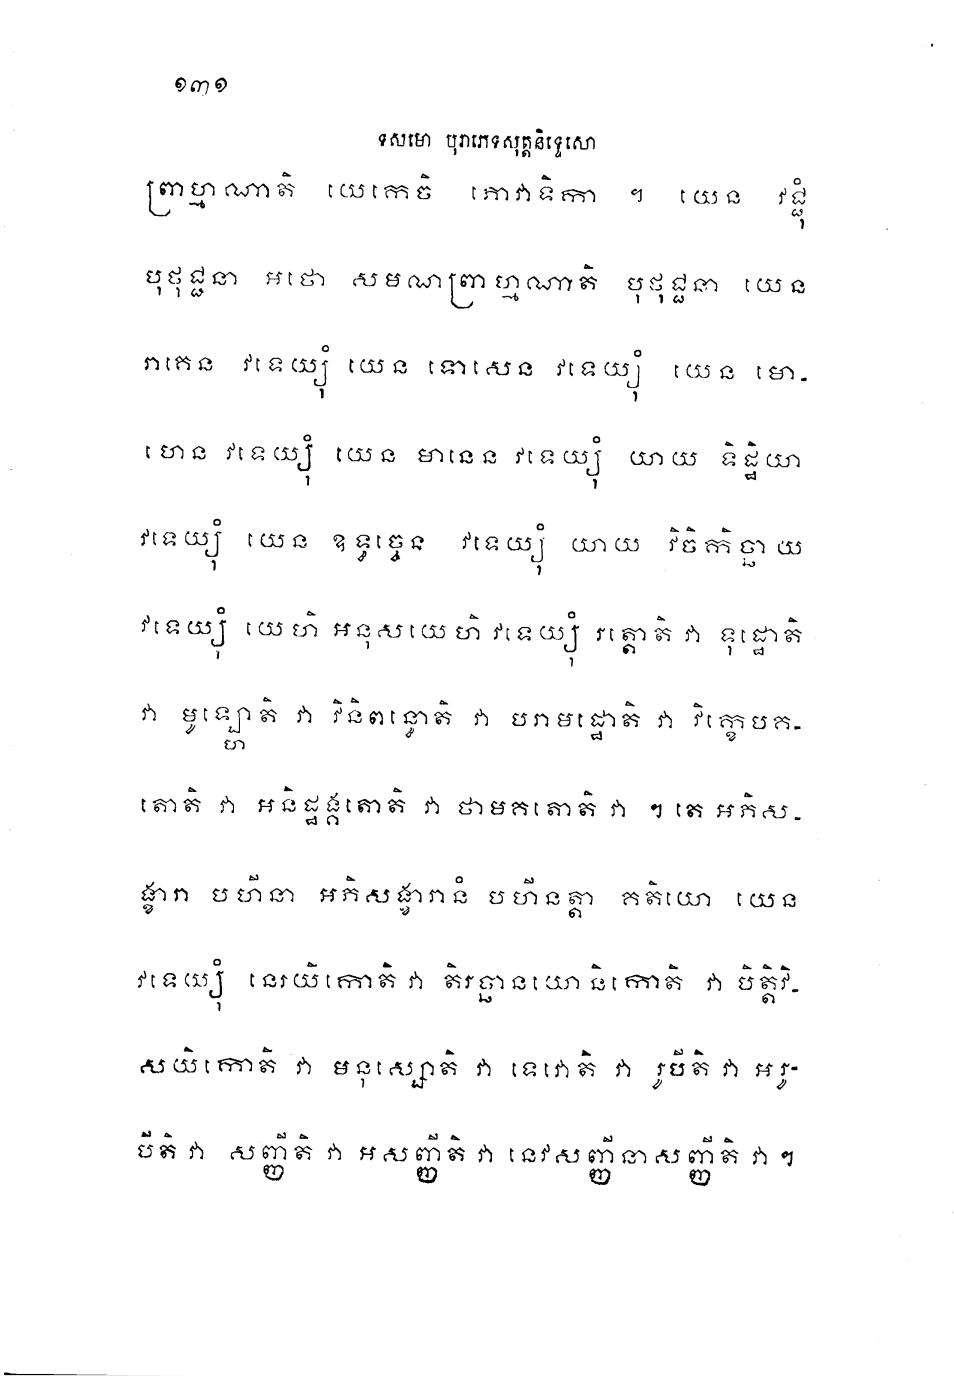 ១៣១
ទសមោ បុរាភេទសុត្តនិទ្ទេសោ
ព្រាហ្មណាតិ យេកេចិ ភោវាទិកា ។ យេន វជ្ជុំ
បុថុជ្ជនា អថោ សមណព្រាហ្មណាតិ បុថុជ្ជនា យេន
រាគេន វទេយ្យុំ យេន ទោសេន វទេយ្យុំ យេន មោ-
ហេន វទេយ្យុំ យេន មានេន វទេយ្យុំ យាយ ទិដ្ឋិយា
វទេយ្យុំ យេន ឧទ្ធច្ចេន វទេយ្យុំ យាយ វិចិកិច្ឆាយ
វទេយ្យុំ យេហិ អនុសយេហិ វទេយ្យុំ រត្តោតិ វា ទុដ្ឋោតិ
វា មូឡ្ហោតិ វា វិនិពន្ធោតិ វា បរាមដ្ឋោតិ វា វិក្ខេបគ-
តោតិ វា អនិដ្ឋង្គតោតិ វា ថាមគតោតិ វា ។ តេ អភិស-
ង្ខារា បហីនា អភិសង្ខារានំ បហីនត្តា គតិយោ យេន
វទេយ្យុំ នេរយិកោតិ វា តិរច្ឆានយោនិកោតិ វា បិត្តិវិ-
សយិកោតិ វា មនុស្សោតិ វា ទេវោតិ វា រូបីតិ វា អរូ-
បីតិ វា សញ្ញីតិ វា អសញ្ញីតិ វា នេវសញ្ញីនាសញ្ញីតិ វា ។